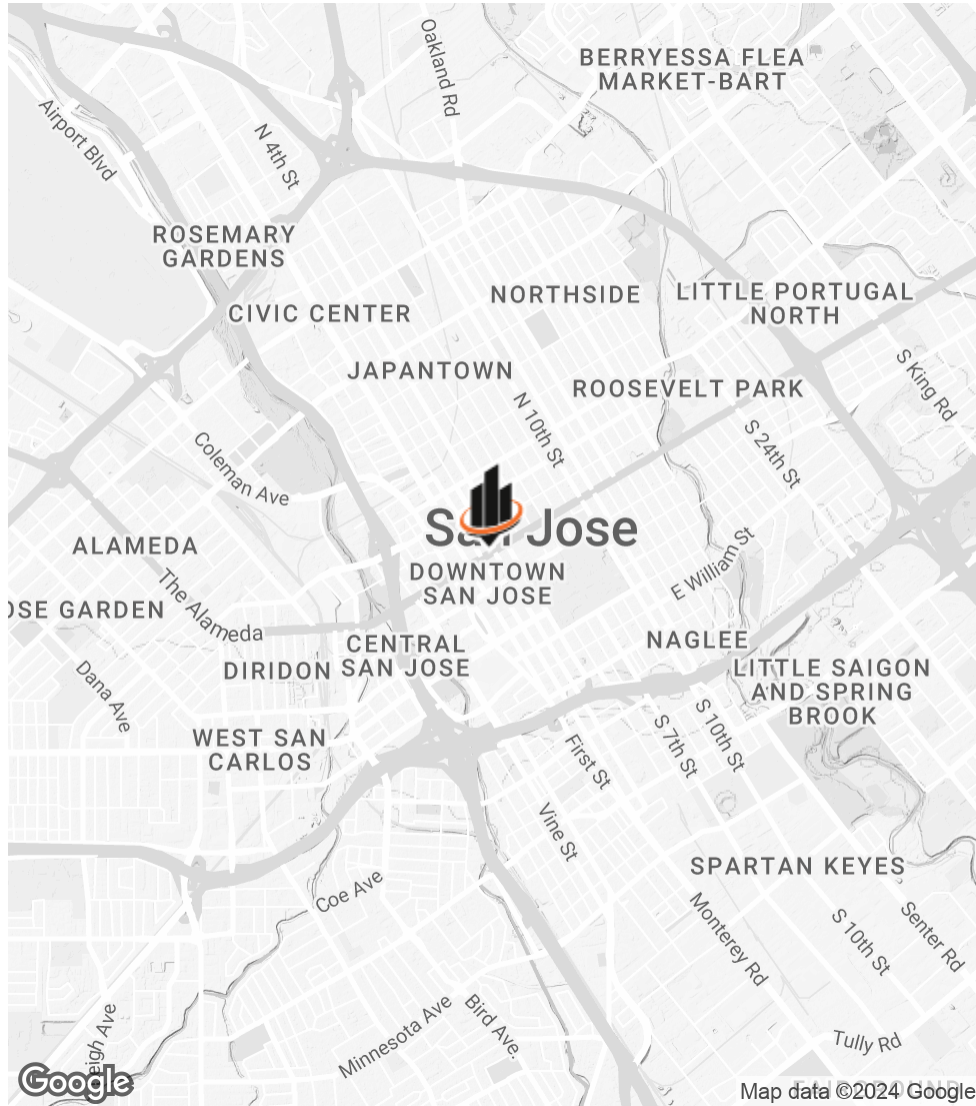 Oakland Rd
BERRYESSA FLEA
MARKET-BART
Airport Blvd
N 4th St
ROSEMARY
GARDENS
CIVIC CENTER
NORTHSIDE
LITTLE PORTUGAL
NORTH
JAPANTOWN
ROOSEVELT PARK
S King Rd
N 10th St
S 24th St
Coleman Ave
San Jose
ALAMEDA
DOWNTOWN
SAN JOSE
E William St
The Alameda
OSE GARDEN
CENTRAL
SAN JOSE
NAGLEE
DIRIDON
LITTLE SAIGON
AND SPRING
BROOK
Dana Ave
S 10th St
S 7th St
WEST SAN
CARLOS
First St
Vine St
SPARTAN KEYES
Coe Ave
Monterey Rd
S 10th St
Senter Rd
Minnesota Ave
Bird Ave.
Tully Rd
eigh Ave
Google
Map data ©2024 Google